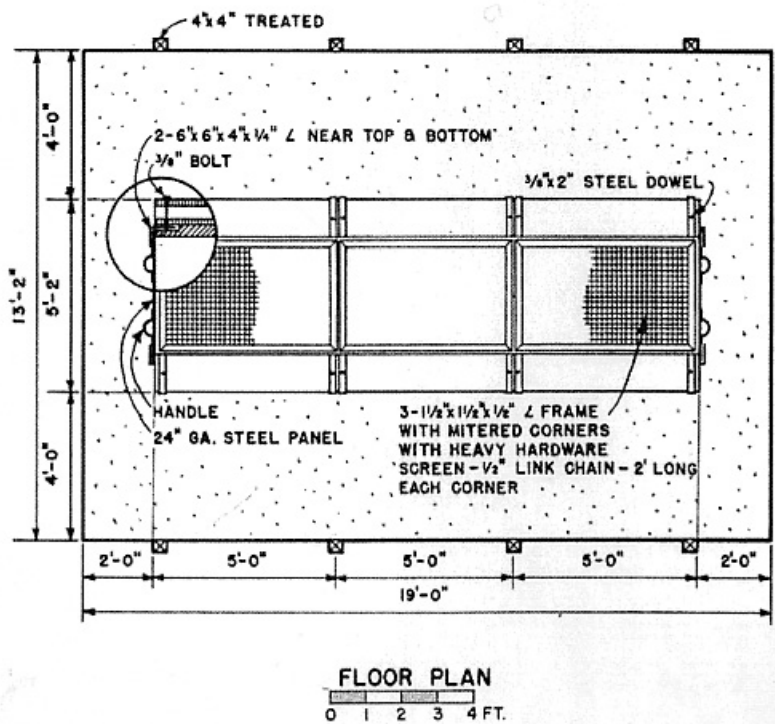 4"x4" TREATED
4'-0"
2-6"x6"x4"x1/4" ∠ NEAR TOP & BOTTOM
3/8" BOLT
3/8"x2" STEEL DOWEL
13'-2"
5'-2"
HANDLE
24" GA. STEEL PANEL
3-1 1/2"x1 1/2"x1/2" ∠ FRAME
WITH MITERED CORNERS
WITH HEAVY HARDWARE
SCREEN - 1/2" LINK CHAIN - 2' LONG
EACH CORNER
4'-0"
2'-0" 5'-0" 5'-0" 5'-0" 2'-0"
19'-0"
FLOOR PLAN
0 1 2 3 4 FT.